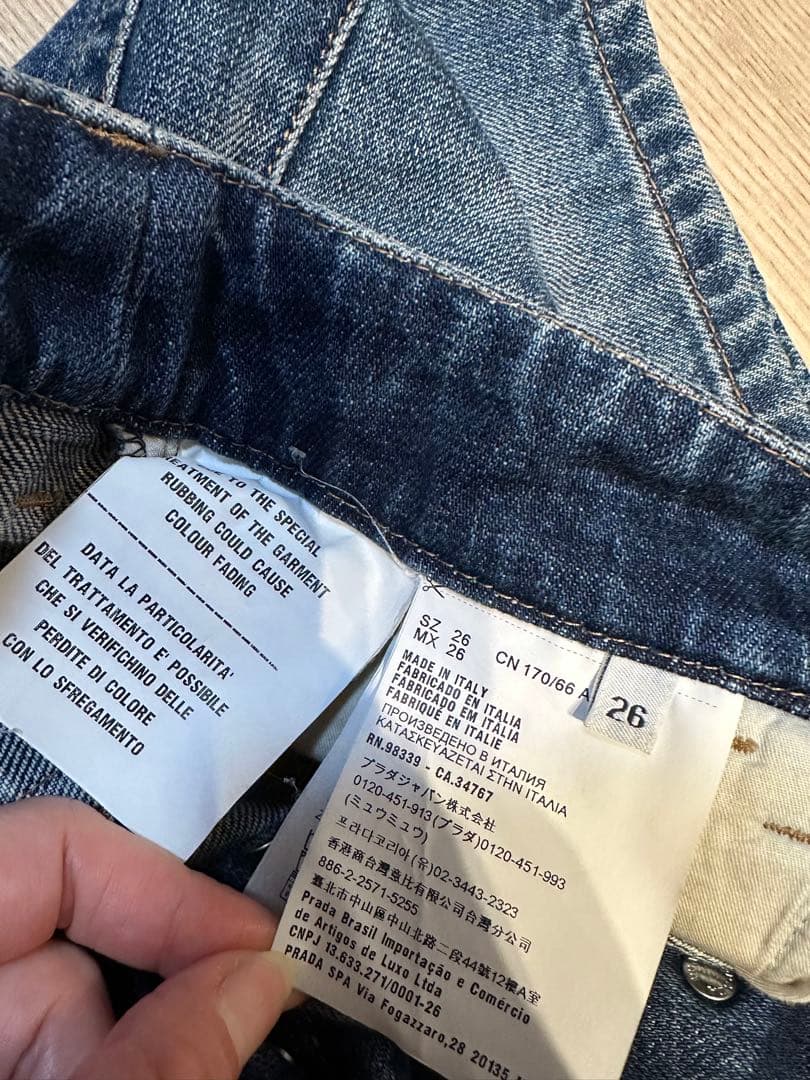 TO THE SPECIAL
TREATMENT OF THE GARMENT
RUBBING COULD CAUSE
COLOUR FADING
DATA LA PARTICOLARITA'
DEL TRATTAMENTO E' POSSIBILE
CHE SI VERIFICHINO DELLE
PERDITE DI COLORE
CON LO SFREGAMENTO
SZ 26
MX 26
CN 170/66 A
26
MADE IN ITALY
FABRICADO EN ITALIA
FABRICADO EM ITALIA
FABRIQUÉ EN ITALIE
ПРОИЗВЕДЕНО В ИТАЛИЯ
ΚΑΤΑΣΚΕΥΑΖΕΤΑΙ ΣΤΗΝ ΙΤΑΛΙΑ
RN.98339 - CA.34767
プラダジャパン株式会社
0120-451-913(プラダ)0120-451-993
(ミュウミュウ)
프라다코리아(유)02-3443-2323
香港商台灣意比有限公司台灣分公司
886-2-2571-5255
臺北市中山區中山北路二段44號12樓A室
Prada Brasil Importação e Comércio
de Artigos de Luxo Ltda
CNPJ 13.633.271/0001-26
PRADA SPA Via Fogazzaro,28 20135